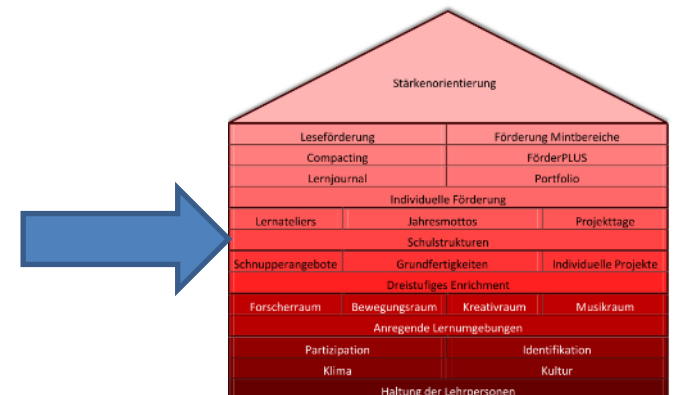 Stärkenorientierung
Leseförderung Förderung Mintbereiche
Compacting FörderPLUS
Lernjournal Portfolio
Individuelle Förderung
Lernateliers Jahresmottos Projekttage
Schulstrukturen
Schnupperangebote Grundfertigkeiten Individuelle Projekte
Dreistufiges Enrichment
Forscherraum Bewegungsraum Kreativraum Musikraum
Anregende Lernumgebungen
Partizipation Identifikation
Klima Kultur
Haltung der Lehrpersonen